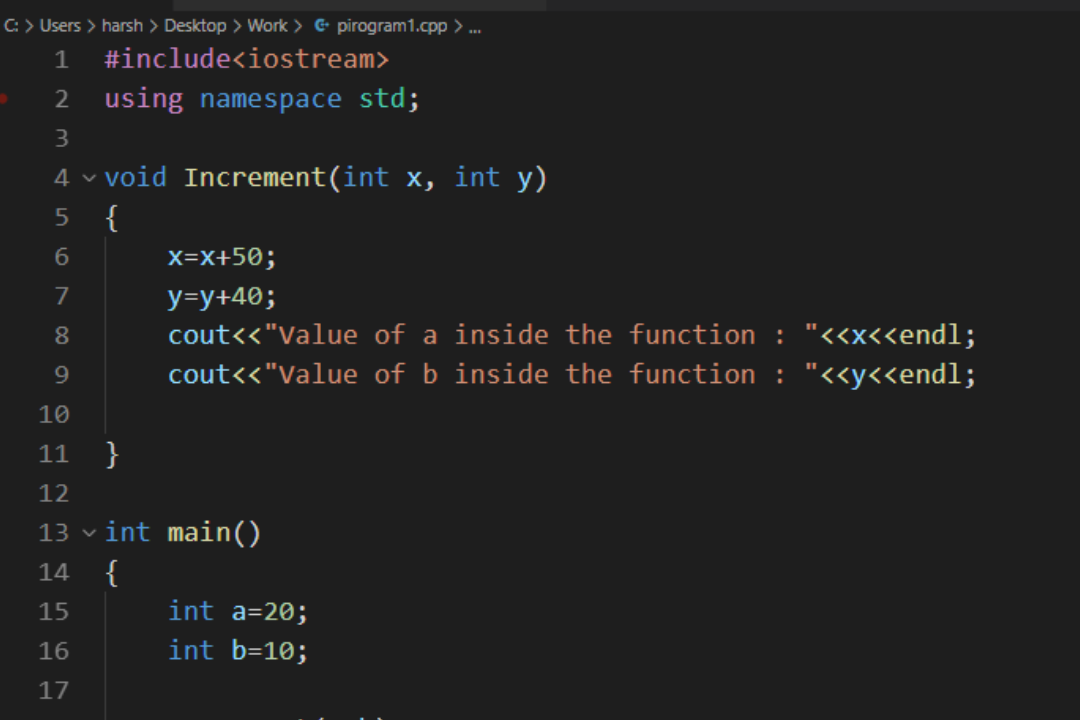 C: > Users > harsh > Desktop > Work > pirogram1.cpp > ...
1 #include<iostream>
2 using namespace std;
3
4 void Increment(int x, int y)
5 {
6 x=x+50;
7 y=y+40;
8 cout<<"Value of a inside the function : "<<x<<endl;
9 cout<<"Value of b inside the function : "<<y<<endl;
10
11 }
12
13 int main()
14 {
15 int a=20;
16 int b=10;
17